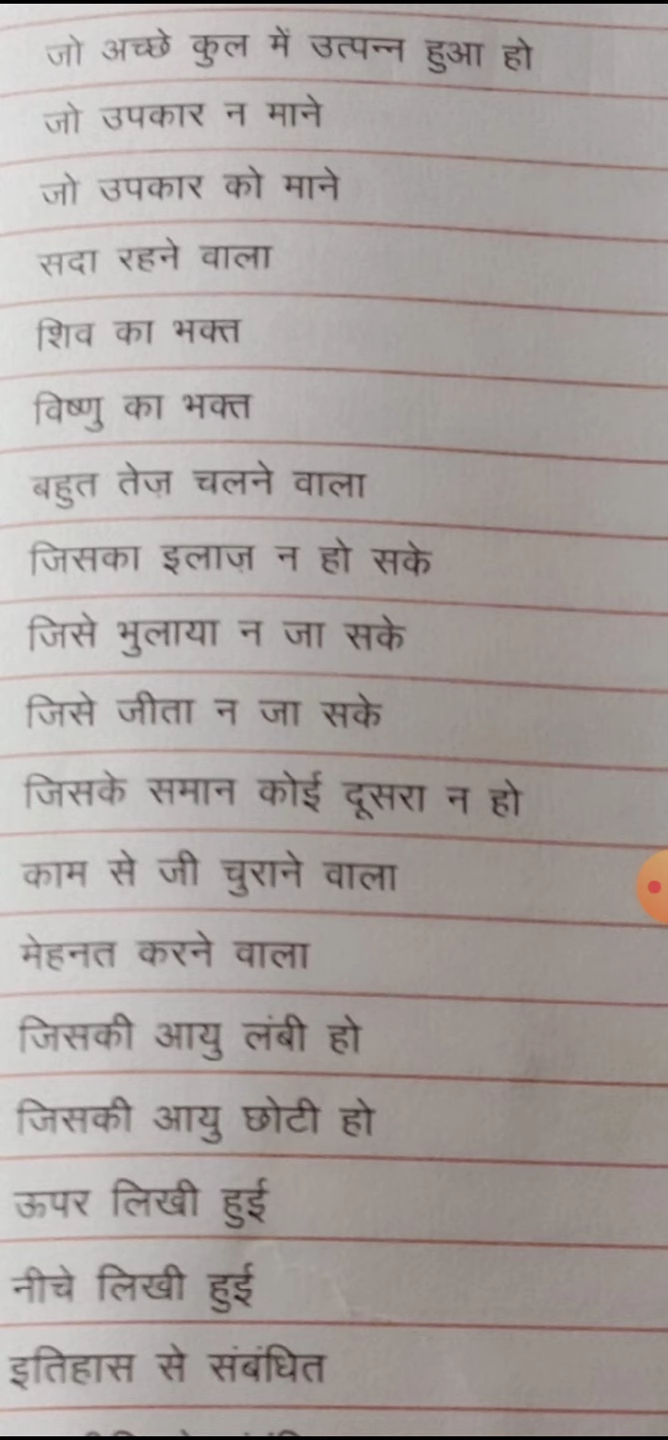 जो अच्छे कुल में उत्पन्न हुआ हो
जो उपकार न माने
जो उपकार को माने
सदा रहने वाला
शिव का भक्त
विष्णु का भक्त
बहुत तेज़ चलने वाला
जिसका इलाज़ न हो सके
जिसे भुलाया न जा सके
जिसे जीता न जा सके
जिसके समान कोई दूसरा न हो
काम से जी चुराने वाला
मेहनत करने वाला
जिसकी आयु लंबी हो
जिसकी आयु छोटी हो
ऊपर लिखी हुई
नीचे लिखी हुई
इतिहास से संबंधित